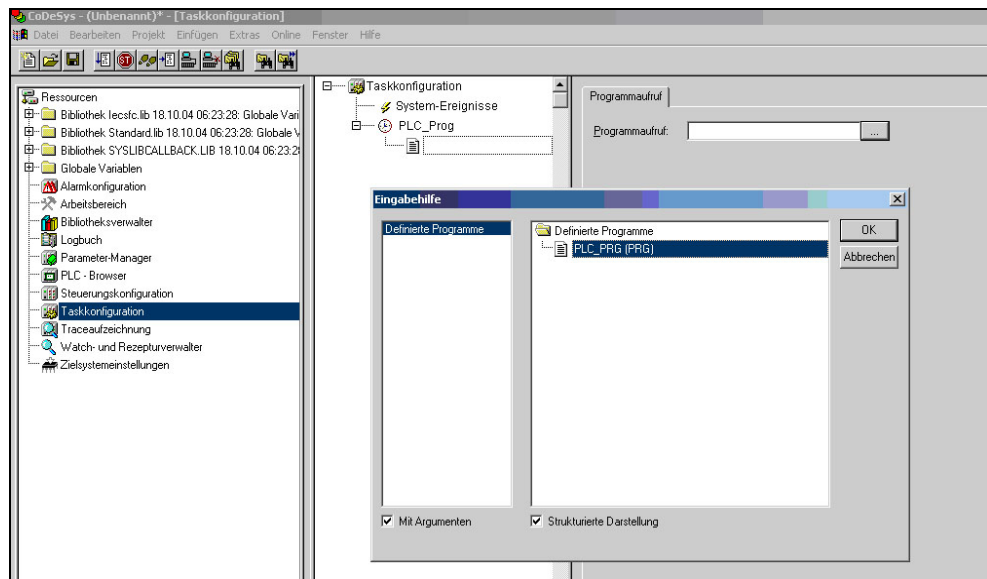 CoDeSys - (Unbenannt)* - [Taskkonfiguration]
Datei Bearbeiten Projekt Einfügen Extras Online Fenster Hilfe
Ressourcen
Bibliothek Iecsfc.lib 18.10.04 06:23:28: Globale Vari
Bibliothek Standard.lib 18.10.04 06:23:28: Globale V
Bibliothek SYSLIBCALLBACK.LIB 18.10.04 06:23:2
Globale Variablen
Alarmkonfiguration
Arbeitsbereich
Bibliotheksverwalter
Logbuch
Parameter-Manager
PLC - Browser
Steuerungskonfiguration
Taskkonfiguration
Traceaufzeichnung
Watch- und Rezepturverwalter
Zielsystemeinstellungen
Taskkonfiguration
System-Ereignisse
PLC_Prog
Programmaufruf
Programmaufruf:
...
Eingabehilfe
Definierte Programme
Definierte Programme
PLC_PRG (PRG)
OK
Abbrechen
Mit Argumenten
Strukturierte Darstellung